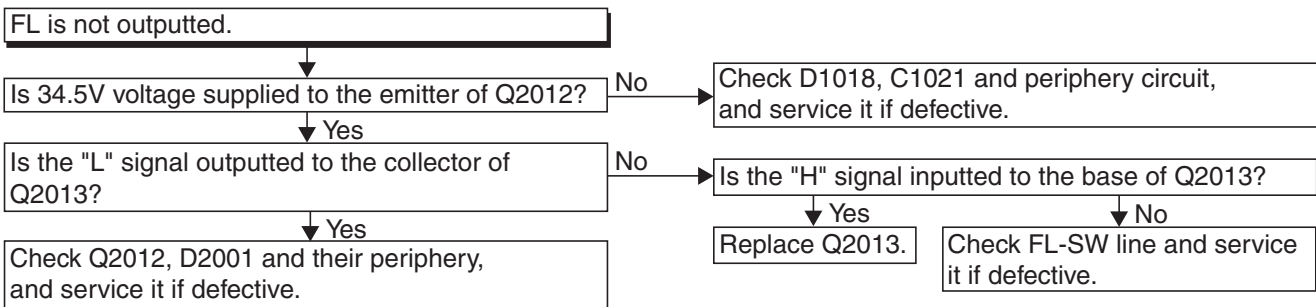 FL is not outputted.
Is 34.5V voltage supplied to the emitter of Q2012?
No
Check D1018, C1021 and periphery circuit,
and service it if defective.
Yes
Is the "L" signal outputted to the collector of
Q2013?
No
Is the "H" signal inputted to the base of Q2013?
Yes
Check Q2012, D2001 and their periphery,
and service it if defective.
Yes
Replace Q2013.
No
Check FL-SW line and service
it if defective.